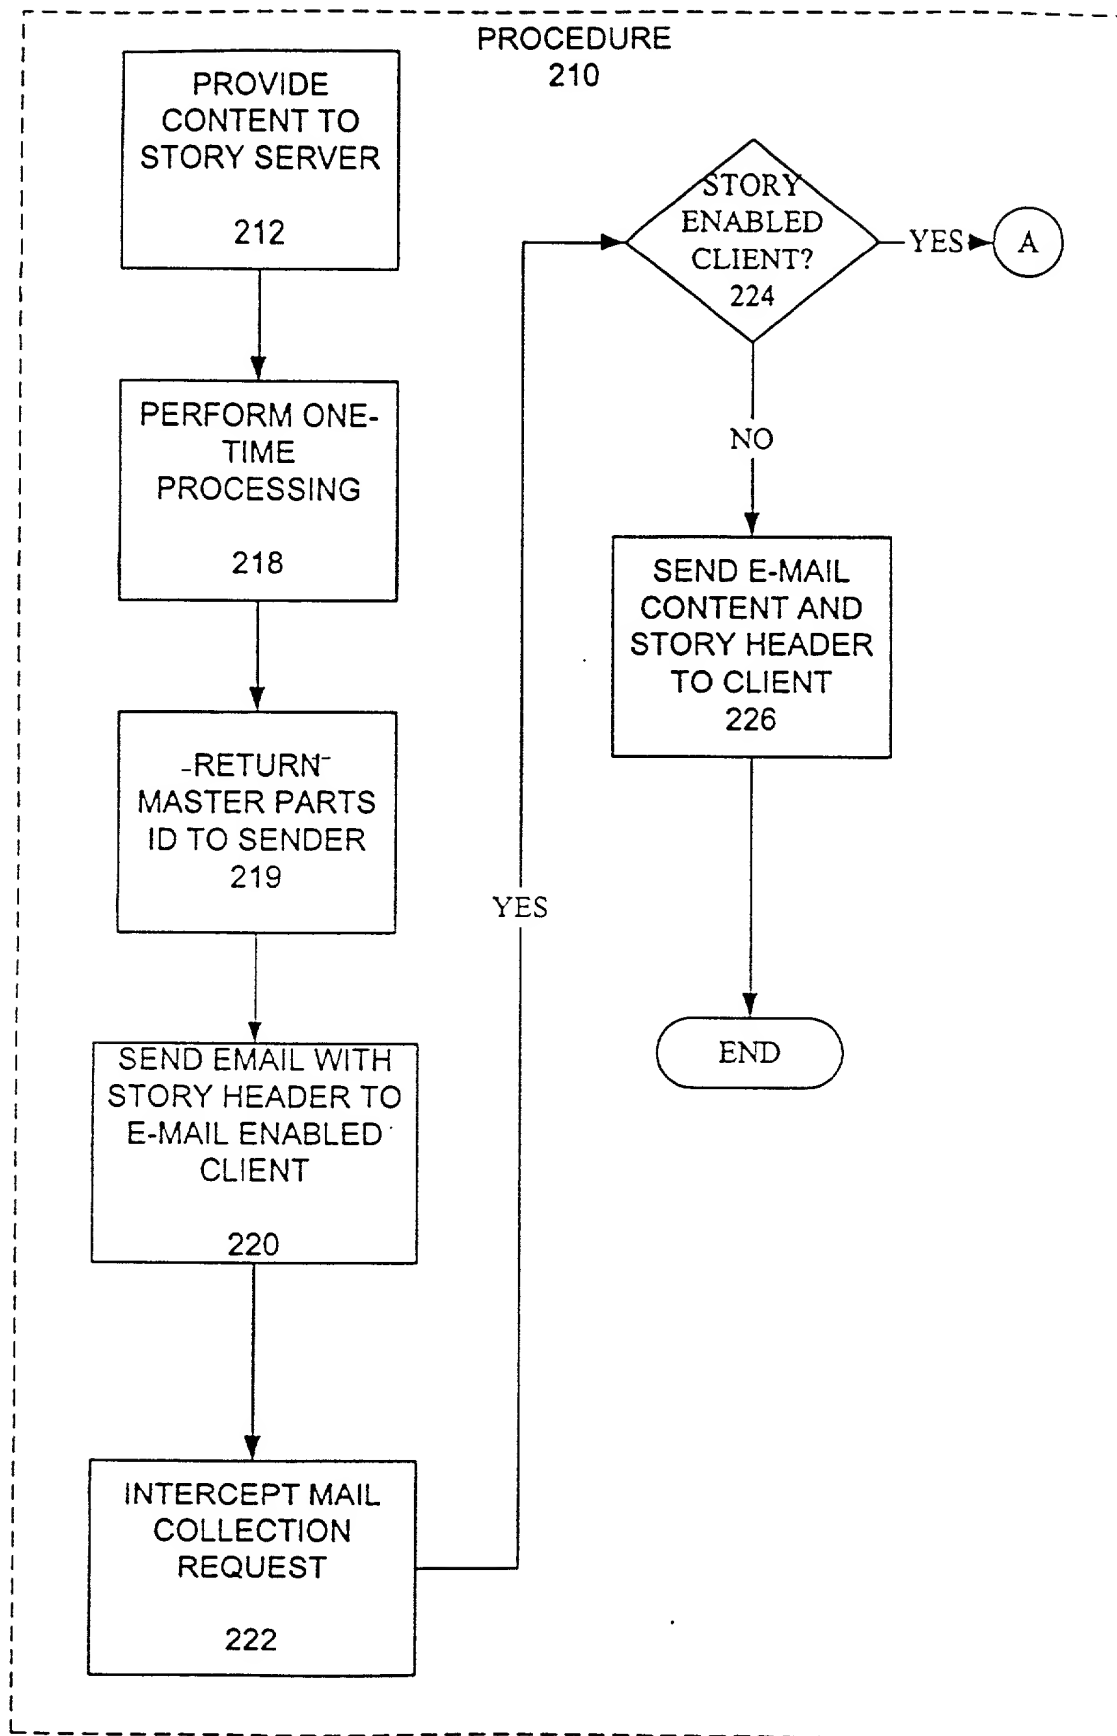 PROCEDURE
210
PROVIDE
CONTENT TO
STORY SERVER
212
PERFORM ONE-
TIME
PROCESSING
218
RETURN
MASTER PARTS
ID TO SENDER
219
SEND EMAIL WITH
STORY HEADER TO
E-MAIL ENABLED
CLIENT
220
INTERCEPT MAIL
COLLECTION
REQUEST
222
YES
STORY
ENABLED
CLIENT?
224
YES
A
NO
SEND E-MAIL
CONTENT AND
STORY HEADER
TO CLIENT
226
END